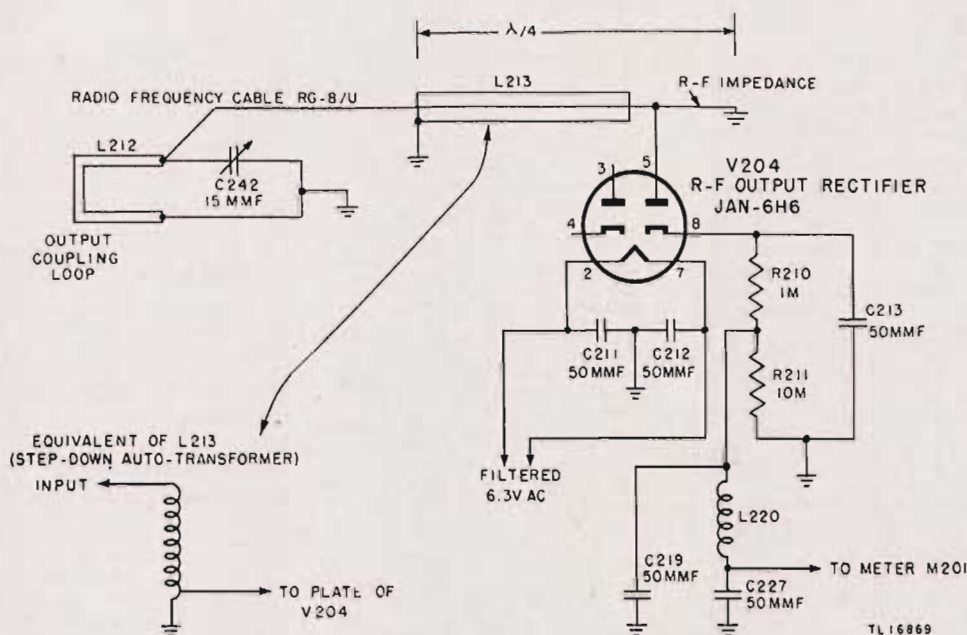 λ/4
L213
RADIO FREQUENCY CABLE RG-8/U
R-F IMPEDANCE
L212
C242
15 MMF
OUTPUT
COUPLING
LOOP
3
5
V204
R-F OUTPUT RECTIFIER
JAN-6H6
4
8
2
7
R210
1M
C213
50MMF
C211
50MMF
C212
50MMF
R211
10M
EQUIVALENT OF L213
(STEP-DOWN AUTO-TRANSFORMER)
INPUT
FILTERED
6.3V AC
L220
C219
50MMF
TO METER M201
C227
50MMF
TO PLATE OF
V204
TL16869